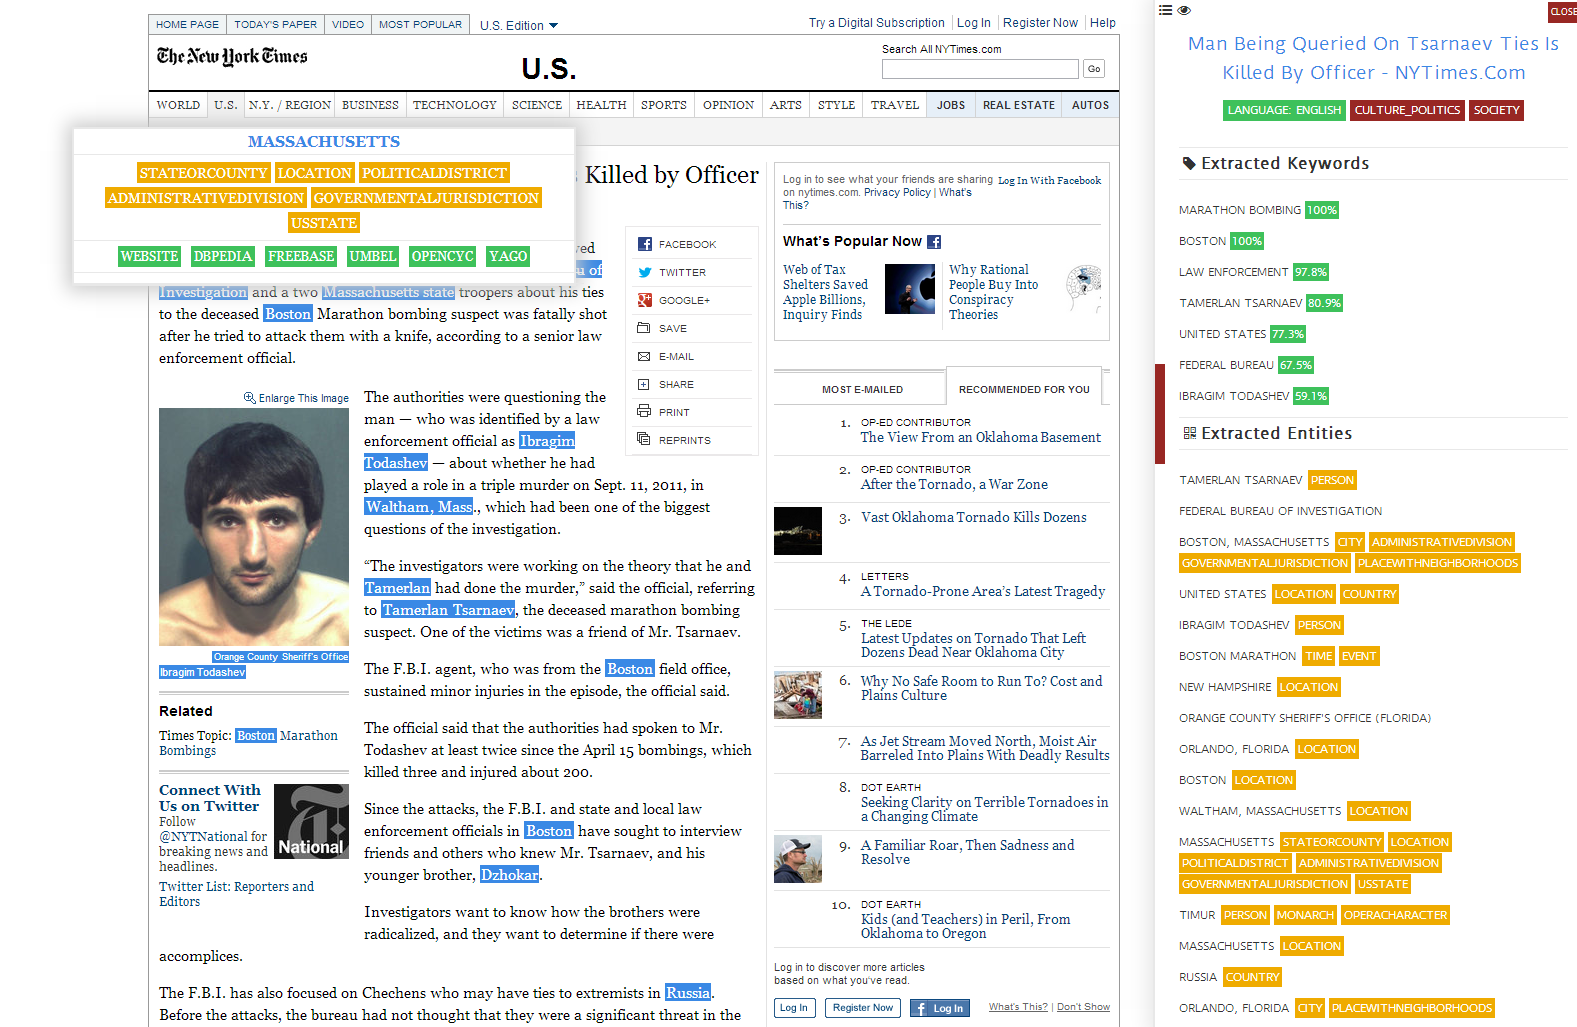 HOME PAGE
TODAY'S PAPER
VIDEO
MOST POPULAR
U.S. Edition
Try a Digital Subscription
Log In
Register Now
Help
The New York Times
U.S.
Search All NYTimes.com
Go
WORLD
U.S.
N.Y. / REGION
BUSINESS
TECHNOLOGY
SCIENCE
HEALTH
SPORTS
OPINION
ARTS
STYLE
TRAVEL
JOBS
REAL ESTATE
AUTOS
MASSACHUSETTS
STATEORCOUNTY LOCATION POLITICALDISTRICT
ADMINISTRATIVEDIVISION GOVERNMENTALJURISDICTION
USSTATE
WEBSITE DBPEDIA FREEBASE UMBEL OPENCYC YAGO
Killed by Officer
u of
Investigation and a two Massachusetts state troopers about his ties
to the deceased Boston Marathon bombing suspect was fatally shot
after he tried to attack them with a knife, according to a senior law
enforcement official.
FACEBOOK
TWITTER
GOOGLE+
SAVE
E-MAIL
SHARE
PRINT
REPRINTS
Enlarge This Image
Orange County Sheriff's Office
Ibragim Todashev
The authorities were questioning the
man — who was identified by a law
enforcement official as Ibragim
Todashev — about whether he had
played a role in a triple murder on Sept. 11, 2011, in
Waltham, Mass., which had been one of the biggest
questions of the investigation.
“The investigators were working on the theory that he and
Tamerlan had done the murder,” said the official, referring
to Tamerlan Tsarnaev, the deceased marathon bombing
suspect. One of the victims was a friend of Mr. Tsarnaev.
The F.B.I. agent, who was from the Boston field office,
sustained minor injuries in the episode, the official said.
The official said that the authorities had spoken to Mr.
Todashev at least twice since the April 15 bombings, which
killed three and injured about 200.
Since the attacks, the F.B.I. and state and local law
enforcement officials in Boston have sought to interview
friends and others who knew Mr. Tsarnaev, and his
younger brother, Dzhokar.
Investigators want to know how the brothers were
radicalized, and they want to determine if there were
accomplices.
The F.B.I. has also focused on Chechens who may have ties to extremists in Russia.
Before the attacks, the bureau had not thought that they were a significant threat in the
Related
Times Topic: Boston Marathon
Bombings
Connect With
Us on Twitter
Follow
@NYTNational for
breaking news and
headlines.
National
Twitter List: Reporters and
Editors
Log in to see what your friends are sharing
on nytimes.com. Privacy Policy | What's
This?
Log In With Facebook
What's Popular Now
Web of Tax
Shelters Saved
Apple Billions,
Inquiry Finds
Why Rational
People Buy Into
Conspiracy
Theories
MOST E-MAILED
RECOMMENDED FOR YOU
1. OP-ED CONTRIBUTOR
The View From an Oklahoma Basement
2. OP-ED CONTRIBUTOR
After the Tornado, a War Zone
3. Vast Oklahoma Tornado Kills Dozens
4. LETTERS
A Tornado-Prone Area's Latest Tragedy
5. THE LEDE
Latest Updates on Tornado That Left
Dozens Dead Near Oklahoma City
6. Why No Safe Room to Run To? Cost and
Plains Culture
7. As Jet Stream Moved North, Moist Air
Barreled Into Plains With Deadly Results
8. DOT EARTH
Seeking Clarity on Terrible Tornadoes in
a Changing Climate
9. A Familiar Roar, Then Sadness and
Resolve
10. DOT EARTH
Kids (and Teachers) in Peril, From
Oklahoma to Oregon
Log in to discover more articles
based on what you've read.
Log In
Register Now
Log In
What's This? | Don't Show
CLOSE
Man Being Queried On Tsarnaev Ties Is
Killed By Officer - NYTimes.Com
LANGUAGE: ENGLISH CULTURE_POLITICS SOCIETY
Extracted Keywords
MARATHON BOMBING 100%
BOSTON 100%
LAW ENFORCEMENT 97.8%
TAMERLAN TSARNAEV 80.9%
UNITED STATES 77.3%
FEDERAL BUREAU 67.5%
IBRAGIM TODASHEV 59.1%
Extracted Entities
TAMERLAN TSARNAEV PERSON
FEDERAL BUREAU OF INVESTIGATION
BOSTON, MASSACHUSETTS CITY ADMINISTRATIVEDIVISION
GOVERNMENTALJURISDICTION PLACEWITHNEIGHBORHOODS
UNITED STATES LOCATION COUNTRY
IBRAGIM TODASHEV PERSON
BOSTON MARATHON TIME EVENT
NEW HAMPSHIRE LOCATION
ORANGE COUNTY SHERIFF'S OFFICE (FLORIDA)
ORLANDO, FLORIDA LOCATION
BOSTON LOCATION
WALTHAM, MASSACHUSETTS LOCATION
MASSACHUSETTS STATEORCOUNTY LOCATION
POLITICALDISTRICT ADMINISTRATIVEDIVISION
GOVERNMENTALJURISDICTION USSTATE
TIMUR PERSON MONARCH OPERACHARACTER
MASSACHUSETTS LOCATION
RUSSIA COUNTRY
ORLANDO, FLORIDA CITY PLACEWITHNEIGHBORHOODS